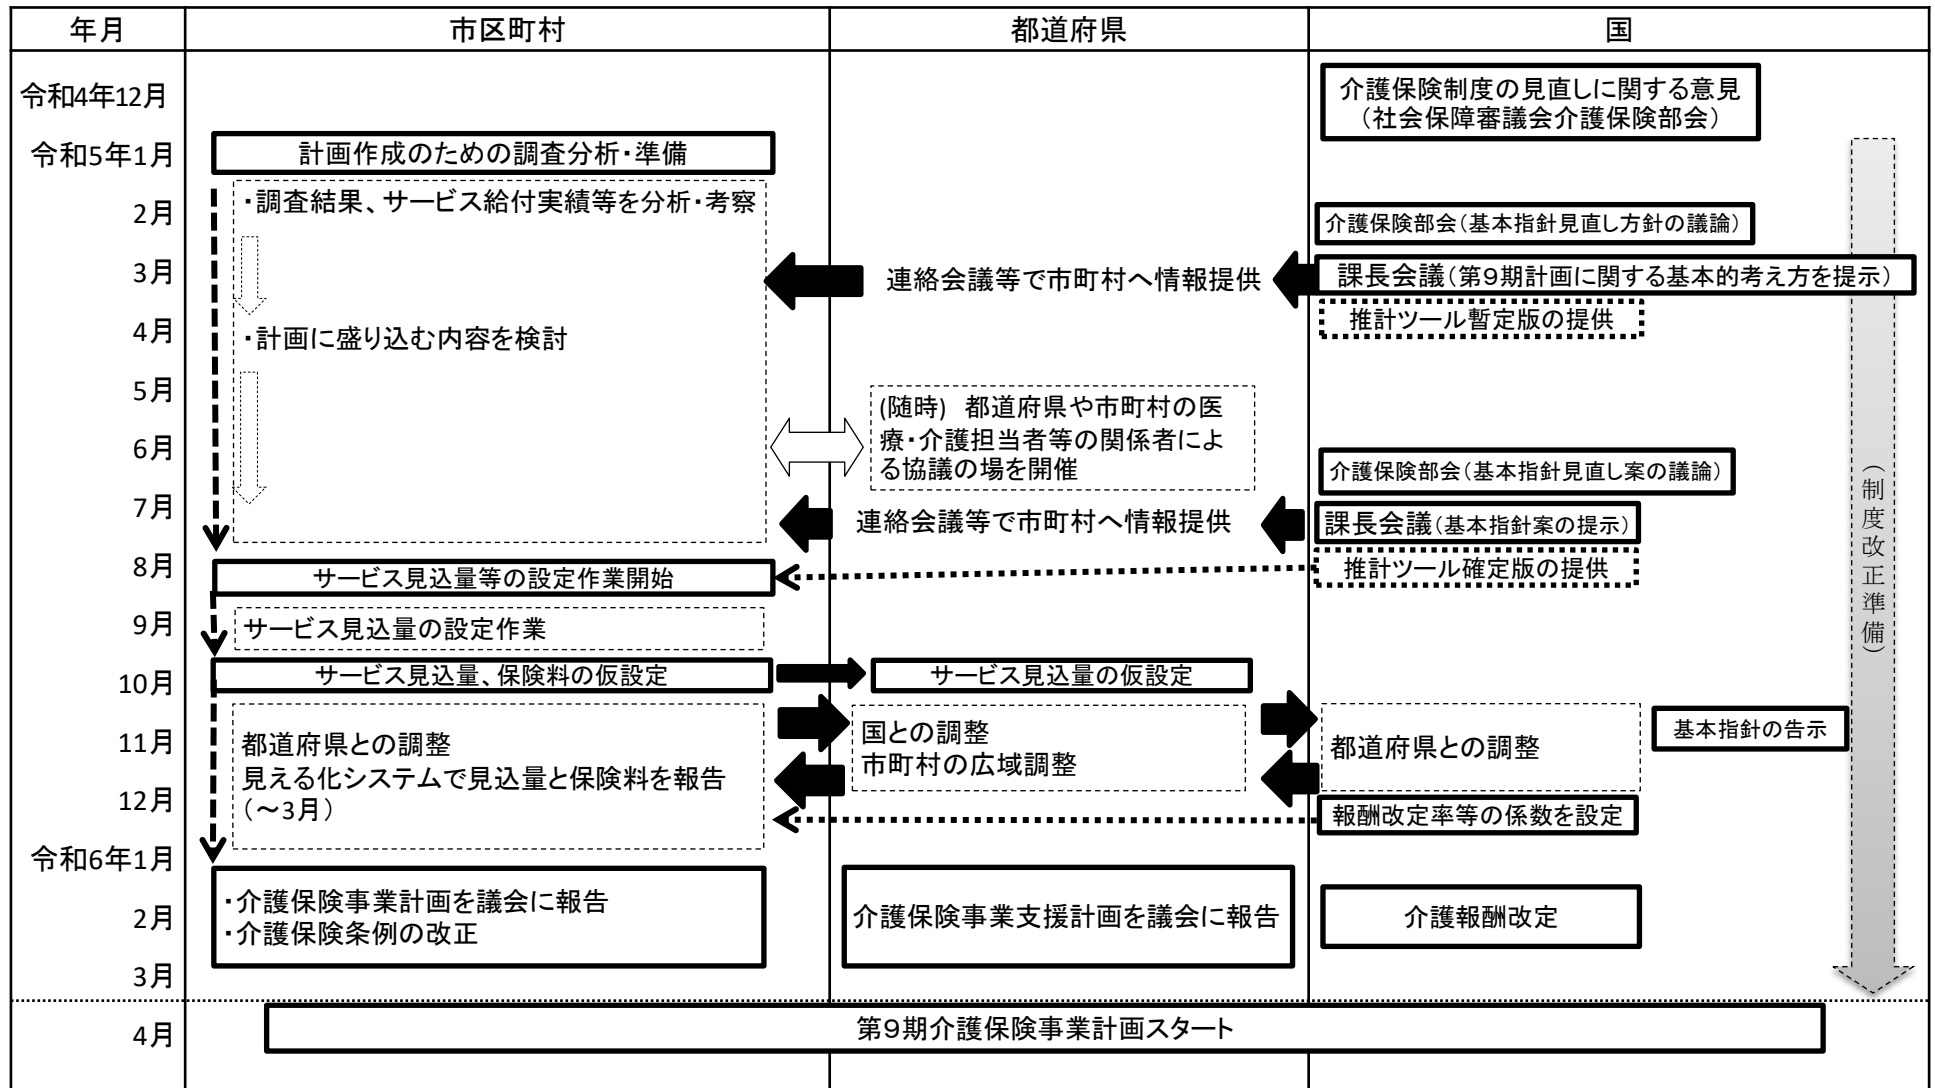 年月
市区町村
都道府県
国
令和4年12月
介護保険制度の見直しに関する意見
（社会保障審議会介護保険部会）
令和5年1月
計画作成のための調査分析・準備
・調査結果、サービス給付実績等を分析・考察
2月
介護保険部会（基本指針見直し方針の議論）
3月
連絡会議等で市町村へ情報提供
課長会議（第９期計画に関する基本的考え方を提示）
4月
・計画に盛り込む内容を検討
推計ツール暫定版の提供
5月
(随時)　都道府県や市町村の医
療・介護担当者等の関係者によ
る協議の場を開催
6月
介護保険部会（基本指針見直し案の議論）
7月
連絡会議等で市町村へ情報提供
課長会議（基本指針案の提示）
（制度改正準備）
8月
サービス見込量等の設定作業開始
推計ツール確定版の提供
9月
サービス見込量の設定作業
10月
サービス見込量、保険料の仮設定
サービス見込量の仮設定
11月
都道府県との調整
見える化システムで見込量と保険料を報告
（～3月）
国との調整
市町村の広域調整
都道府県との調整
基本指針の告示
12月
報酬改定率等の係数を設定
令和6年1月
2月
・介護保険事業計画を議会に報告
・介護保険条例の改正
介護保険事業支援計画を議会に報告
介護報酬改定
3月
4月
第９期介護保険事業計画スタート